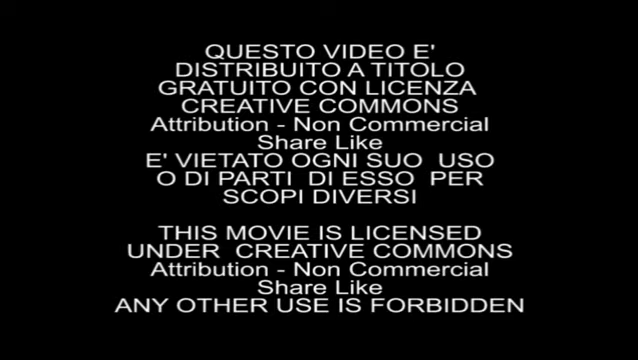 QUESTO VIDEO E'
DISTRIBUITO A TITOLO
GRATUITO CON LICENZA
CREATIVE COMMONS
Attribution - Non Commercial
Share Like
E' VIETATO OGNI SUO USO
O DI PARTI DI ESSO PER
SCOPI DIVERSI
THIS MOVIE IS LICENSED
UNDER CREATIVE COMMONS
Attribution - Non Commercial
Share Like
ANY OTHER USE IS FORBIDDEN